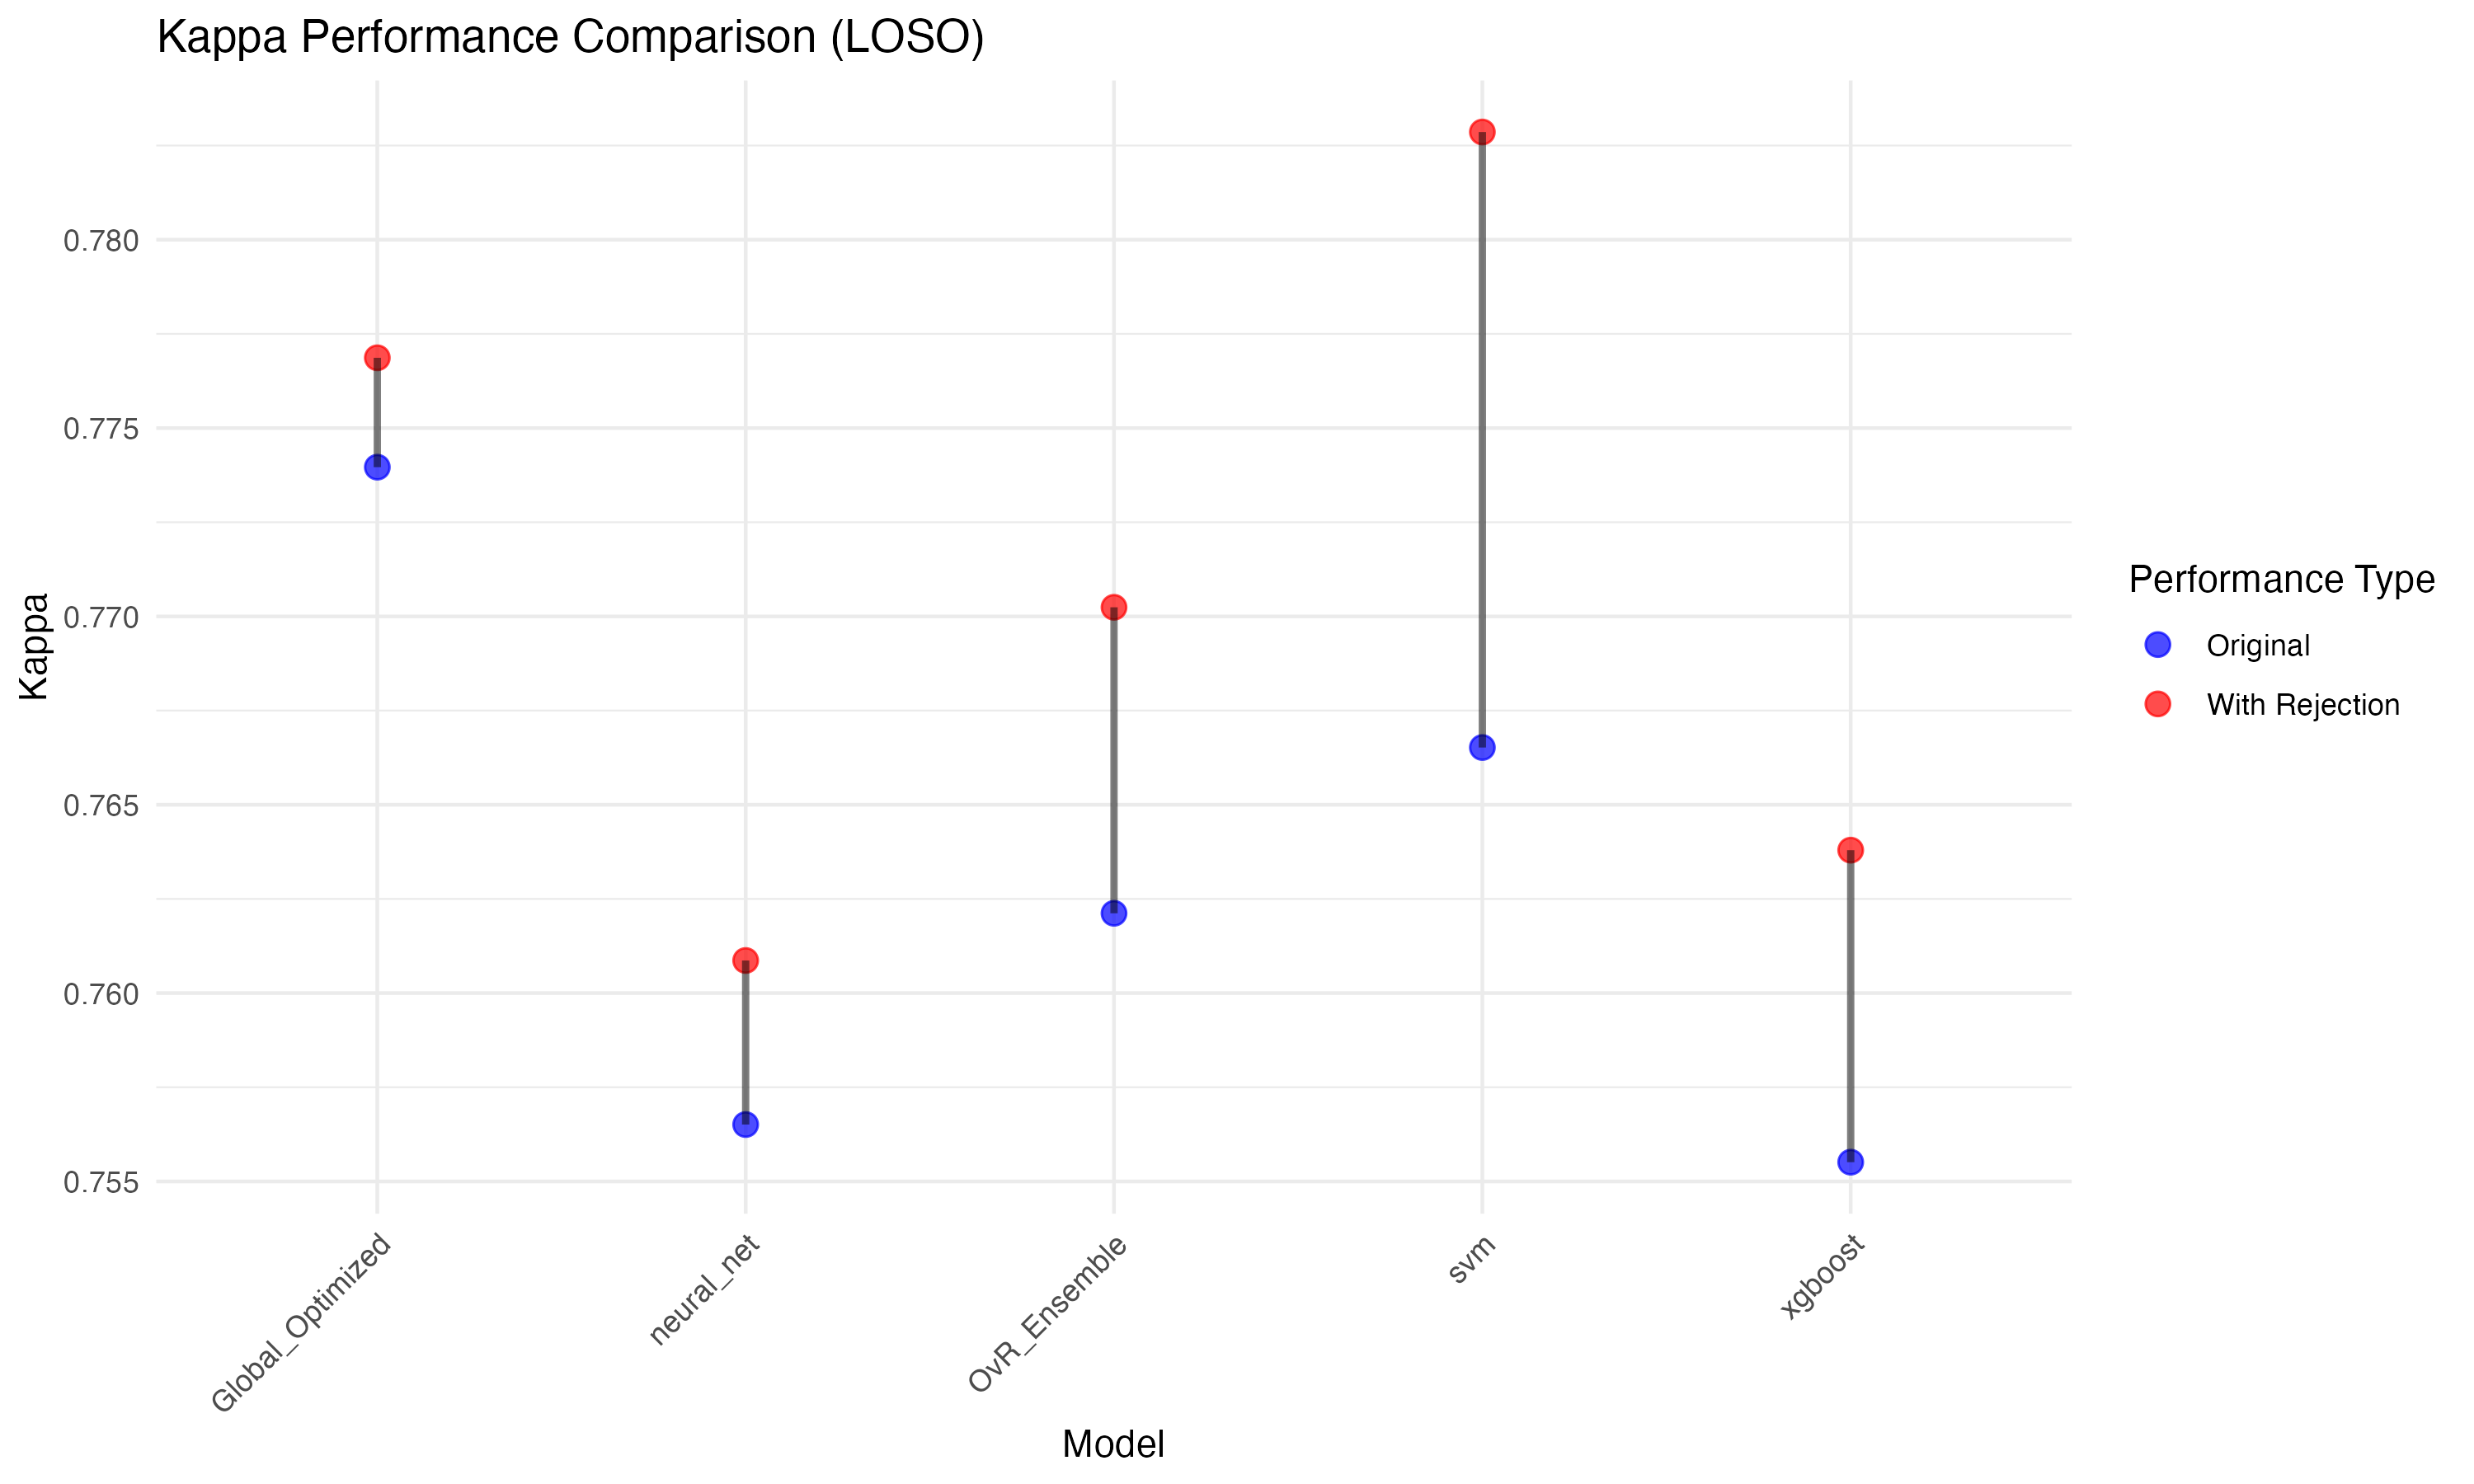 Kappa Performance Comparison (LOSO)
Kappa
0.780
0.775
0.770
0.765
0.760
0.755
Global_Optimized
neural_net
OvR_Ensemble
svm
xgboost
Model
Performance Type
Original
With Rejection